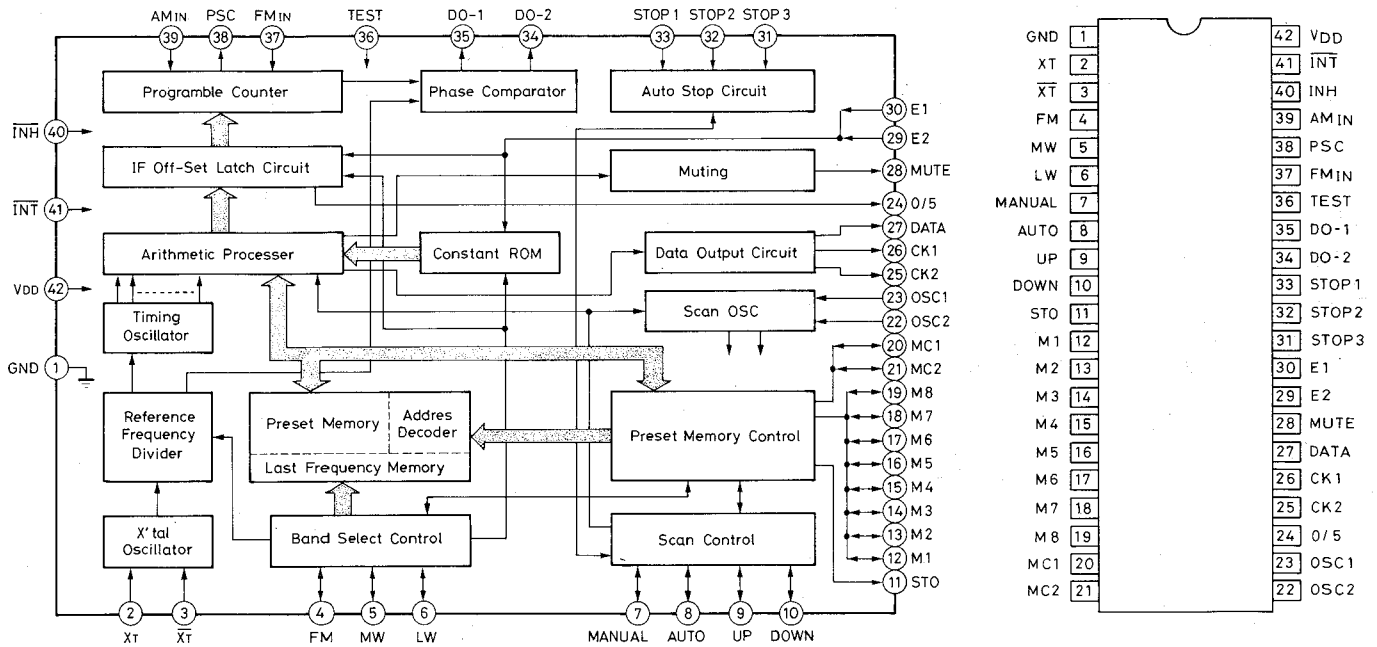 AMIN PSC FMIN TEST DO-1 DO-2 STOP1 STOP2 STOP3
39 38 37 36 35 34 33 32 31
Programble Counter
Phase Comparator
Auto Stop Circuit
30 E1
29 E2
INH 40
IF Off-Set Latch Circuit
Muting
28 MUTE
24 0/5
INT 41
27 DATA
Arithmetic Processer
Constant ROM
Data Output Circuit
26 CK1
25 CK2
VDD 42
23 OSC1
Timing
Oscillator
Scan OSC
22 OSC2
20 MC1
GND 1
21 MC2
19 M8
Reference
Frequency
Divider
Preset Memory
Addres
Decoder
Last Frequency Memory
Preset Memory Control
18 M7
17 M6
16 M5
15 M4
14 M3
X'tal
Oscillator
Band Select Control
Scan Control
13 M2
12 M1
11 STO
2 3 4 5 6 7 8 9 10
XT XT FM MW LW MANUAL AUTO UP DOWN
GND 1
XT 2
XT 3
FM 4
MW 5
LW 6
MANUAL 7
AUTO 8
UP 9
DOWN 10
STO 11
M1 12
M2 13
M3 14
M4 15
M5 16
M6 17
M7 18
M8 19
MC1 20
MC2 21
42 VDD
41 INT
40 INH
39 AMIN
38 PSC
37 FMIN
36 TEST
35 DO-1
34 DO-2
33 STOP1
32 STOP2
31 STOP3
30 E1
29 E2
28 MUTE
27 DATA
26 CK1
25 CK2
24 0/5
23 OSC1
22 OSC2